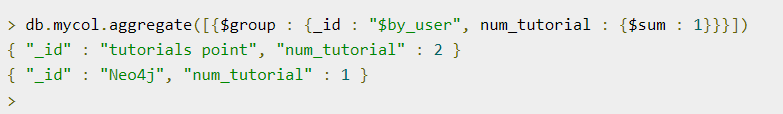 > db.mycol.aggregate([{$group : {_id : "$by_user", num_tutorial : {$sum : 1}}}])
{ "_id" : "tutorials point", "num_tutorial" : 2 }
{ "_id" : "Neo4j", "num_tutorial" : 1 }
>